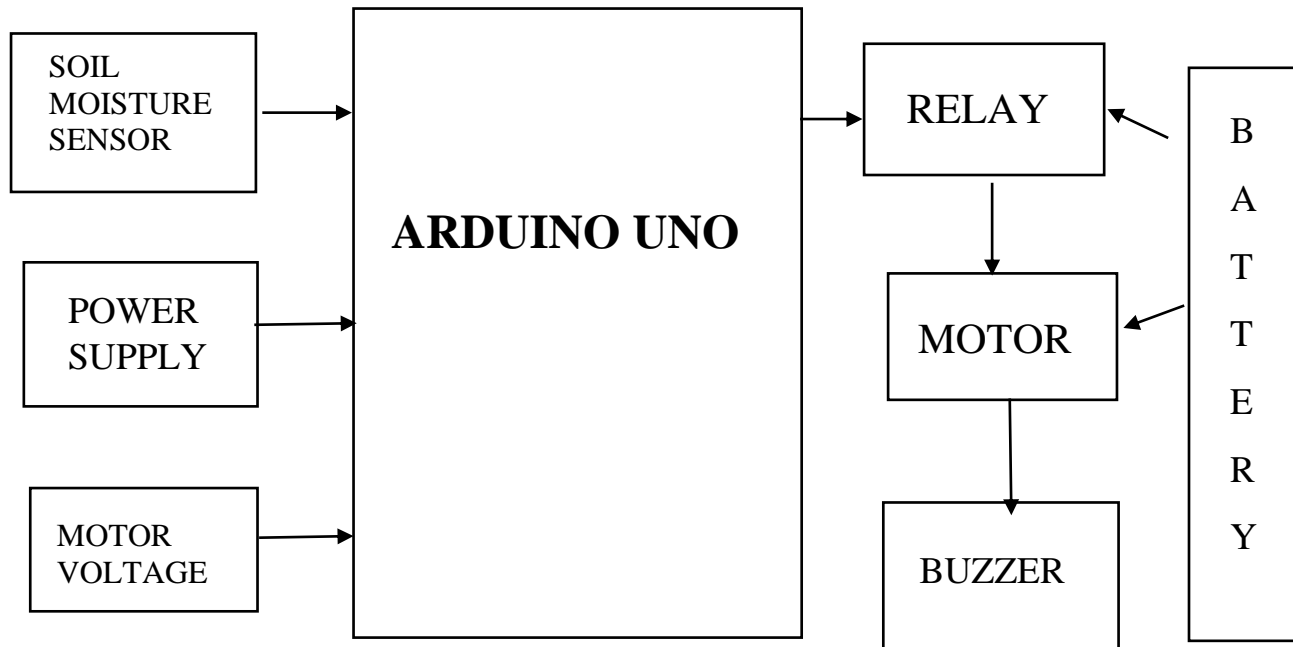 SOIL
MOISTURE
SENSOR
POWER
SUPPLY
MOTOR
VOLTAGE
ARDUINO UNO
RELAY
MOTOR
BUZZER
B
A
T
T
E
R
Y